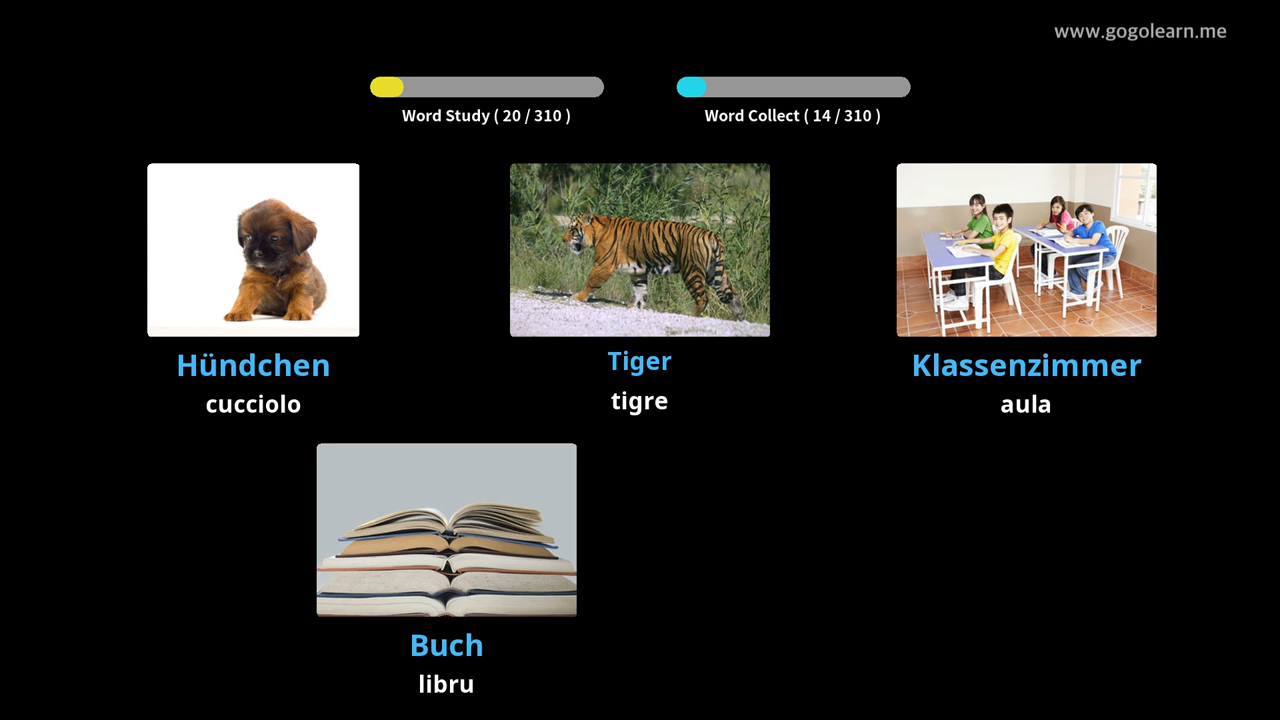 www.gogolearn.me
Word Study ( 20 / 310 )
Word Collect ( 14 / 310 )
Hündchen
cucciolo
Tiger
tigre
Klassenzimmer
aula
Buch
libru